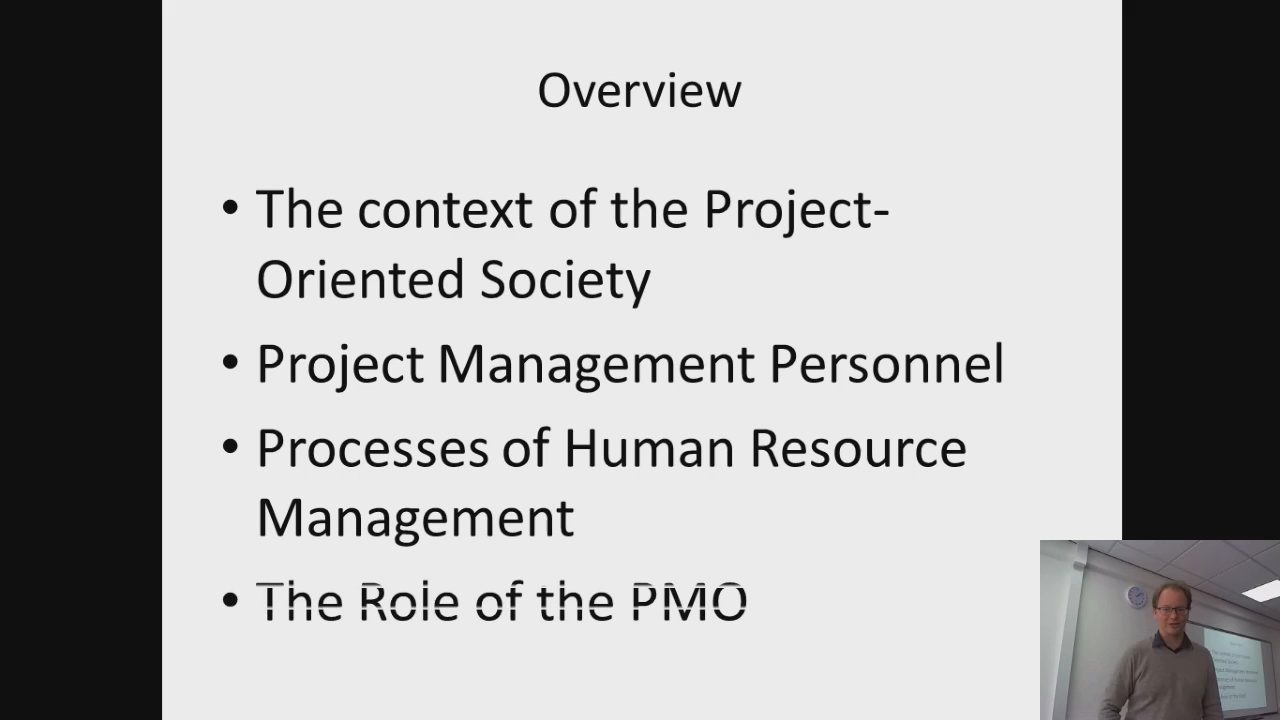 Overview
• The context of the Project-
Oriented Society
• Project Management Personnel
• Processes of Human Resource
Management
• The Role of the PMO